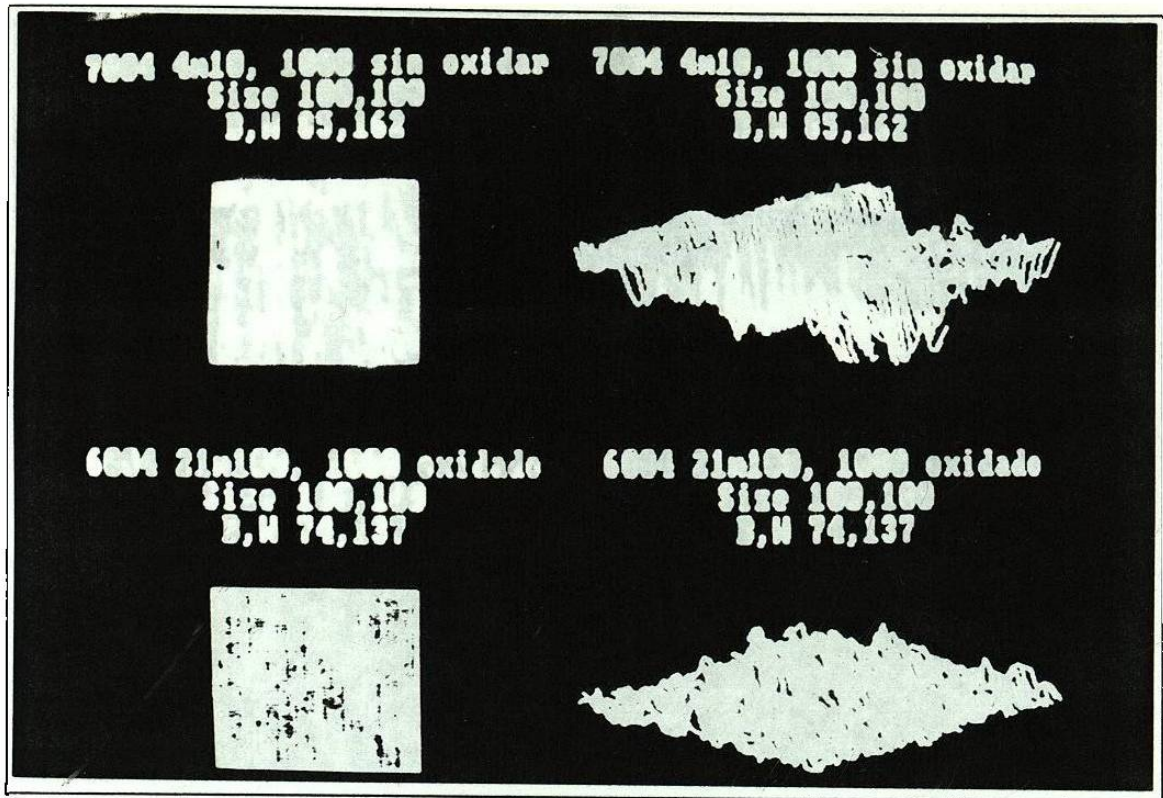 7004 4m10, 1000 sin oxidar
Size 100,100
B,W 85,162
7004 4m10, 1000 sin oxidar
Size 100,100
B,W 85,162
6004 21m100, 1000 oxidado
Size 100,100
B,W 74,137
6004 21m100, 1000 oxidado
Size 100,100
B,W 74,137